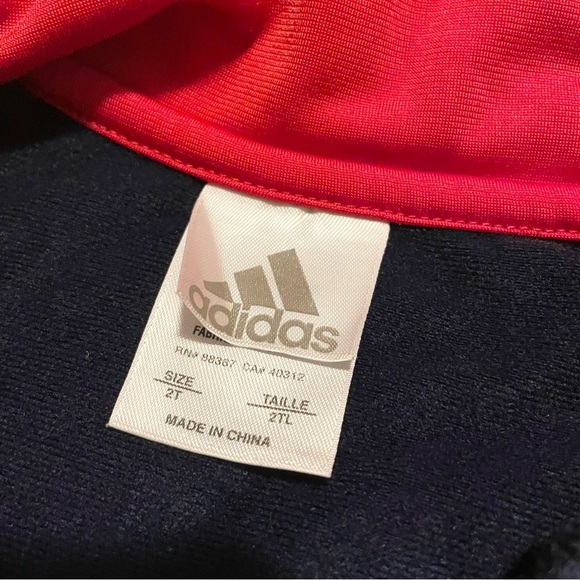 adidas
RN# 88387 CA# 40312
SIZE TAILLE
2T 2TL
MADE IN CHINA